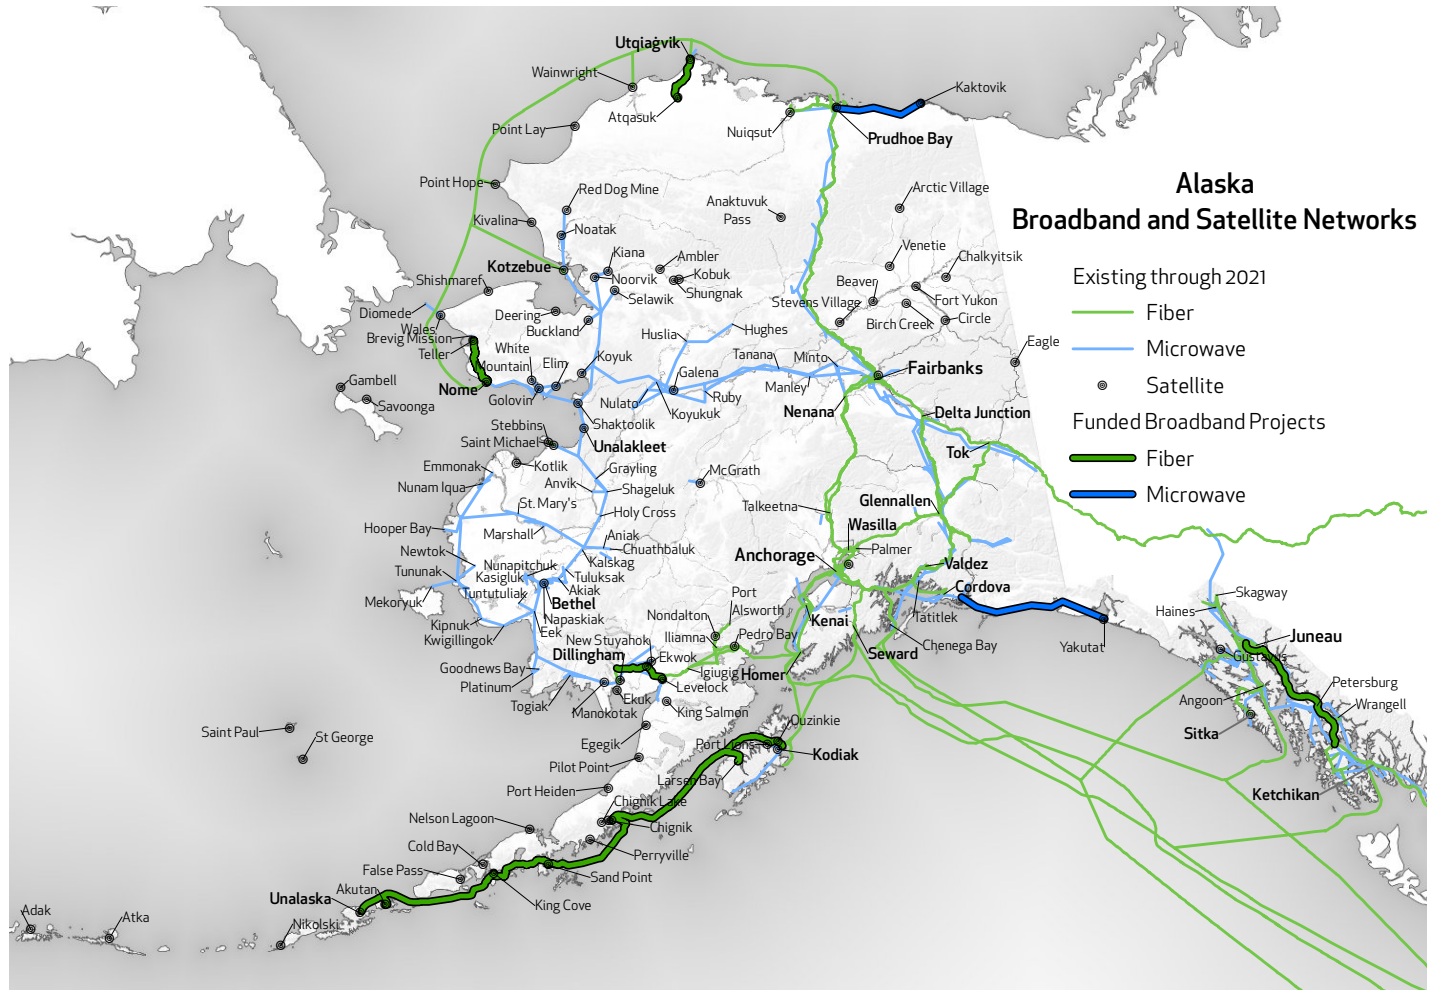 Alaska
Broadband and Satellite Networks
Existing through 2021
Fiber
Microwave
Satellite
Funded Broadband Projects
Fiber
Microwave
Utqiaġvik
Wainwright
Atqasuk
Point Lay
Nuiqsut
Prudhoe Bay
Kaktovik
Point Hope
Red Dog Mine
Kivalina
Noatak
Anaktuvuk
Pass
Arctic Village
Kotzebue
Kiana
Noorvik
Selawik
Ambler
Kobuk
Shungnak
Venetie
Chalkyitsik
Beaver
Stevens Village
Fort Yukon
Birch Creek
Circle
Shishmaref
Deering
Buckland
Diomede
Wales
Brevig Mission
Teller
White
Mountain
Elim
Koyuk
Huslia
Hughes
Tanana
Minto
Eagle
Fairbanks
Gambell
Savoonga
Nome
Golovin
Nulato
Galena
Koyukuk
Ruby
Manley
Nenana
Delta Junction
Shaktoolik
Stebbins
Saint Michael
Unalakleet
Tok
Emmonak
Kotlik
Nunam Iqua
Anvik
Grayling
Shageluk
McGrath
St. Mary's
Holy Cross
Talkeetna
Glennallen
Hooper Bay
Marshall
Aniak
Chuathbaluk
Kalskag
Wasilla
Palmer
Anchorage
Newtok
Nunapitchuk
Kasigluk
Tuluksak
Akiak
Tununak
Tuntutuliak
Mekoryuk
Bethel
Napaskiak
Eek
Kipnuk
Kwigillingok
Valdez
Cordova
Tatitlek
Chenega Bay
Yakutat
Port
Alsworth
Nondalton
Iliamna
Pedro Bay
Kenai
Seward
Skagway
Haines
Juneau
Gustavus
New Stuyahok
Dillingham
Ekwok
Igiugig
Homer
Levelock
Goodnews Bay
Platinum
Togiak
Manokotak
Ekuk
King Salmon
Egegik
Pilot Point
Ouzinkie
Port Lions
Kodiak
Larsen Bay
Petersburg
Wrangell
Angoon
Sitka
Ketchikan
Saint Paul
St George
Port Heiden
Chignik Lake
Chignik
Nelson Lagoon
Perryville
Cold Bay
False Pass
Sand Point
King Cove
Akutan
Unalaska
Nikolski
Adak
Atka